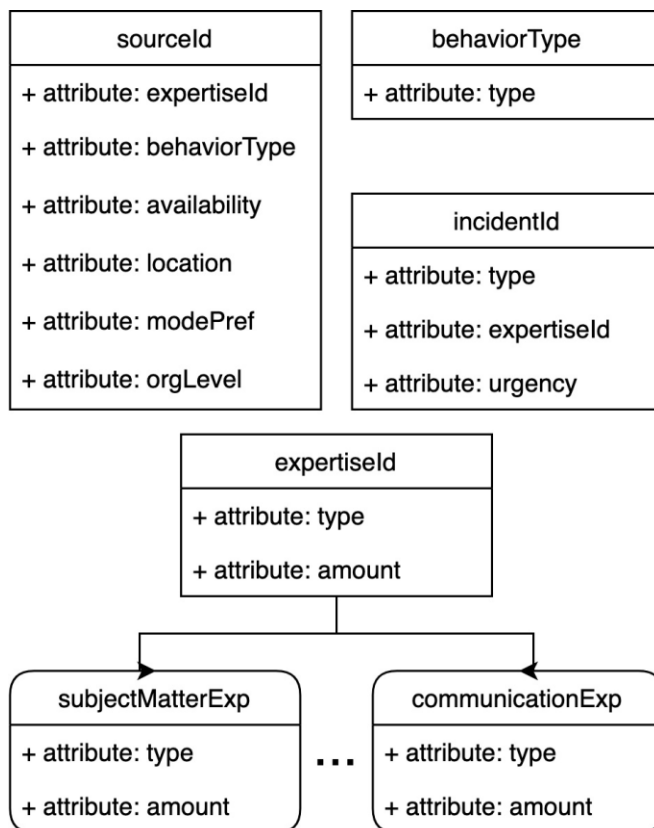 sourceId
+ attribute: expertiseId
+ attribute: behaviorType
+ attribute: availability
+ attribute: location
+ attribute: modePref
+ attribute: orgLevel
behaviorType
+ attribute: type
incidentId
+ attribute: type
+ attribute: expertiseId
+ attribute: urgency
expertiseId
+ attribute: type
+ attribute: amount
subjectMatterExp
+ attribute: type
+ attribute: amount
...
communicationExp
+ attribute: type
+ attribute: amount